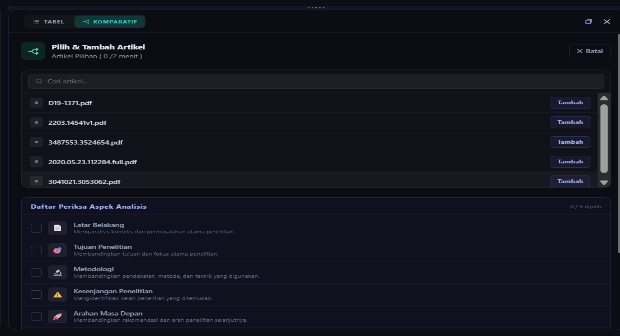 TABEL KOMPARATIF
Pilih & Tambah Artikel
Artikel Pilihan ( 0 /2 menit )
Batal
Cari artikel...
D19-1371.pdf Tambah
2203.14541v1.pdf Tambah
3487553.3524654.pdf Tambah
2020.05.23.112284.full.pdf Tambah
3041021.3053062.pdf Tambah
Daftar Periksa Aspek Analisis 0 / 5 dipilih
Latar Belakang
Menganalisis konteks dan permasalahan utama penelitian.
Tujuan Penelitian
Membandingkan tujuan dan fokus utama penelitian.
Metodologi
Membandingkan pendekatan, metode, dan teknik yang digunakan.
Kesenjangan Penelitian
Mengidentifikasi celah penelitian yang ditemukan.
Arahan Masa Depan
Membandingkan rekomendasi dan arah penelitian selanjutnya.